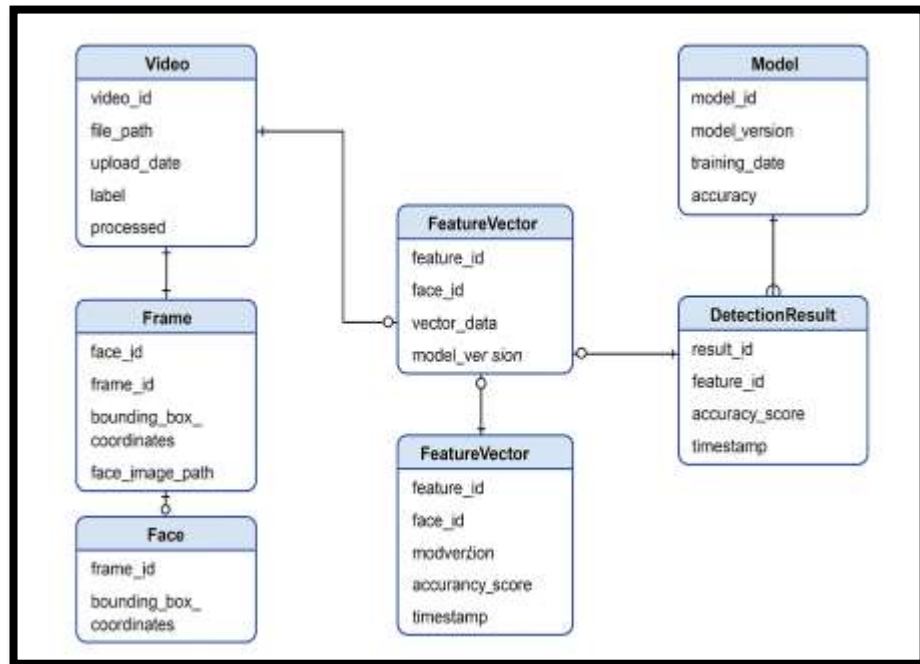 Video
video_id
file_path
upload_date
label
processed
Frame
face_id
frame_id
bounding_box_
coordinates
face_image_path
Face
frame_id
bounding_box_
coordinates
FeatureVector
feature_id
face_id
vector_data
model_ver sion
FeatureVector
feature_id
face_id
accurancy_score
timestamp
Model
model_id
model_version
training_date
accuracy
DetectionResult
result_id
feature_id
accuracy_score
timestamp